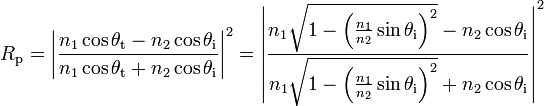 R_p = \left| \frac{n_1 \cos\theta_t - n_2 \cos\theta_i}{n_1 \cos\theta_t + n_2 \cos\theta_i} \right|^2 = \left| \frac{n_1 \sqrt{1 - \left( \frac{n_1}{n_2} \sin\theta_i \right)^2} - n_2 \cos\theta_i}{n_1 \sqrt{1 - \left( \frac{n_1}{n_2} \sin\theta_i \right)^2} + n_2 \cos\theta_i} \right|^2